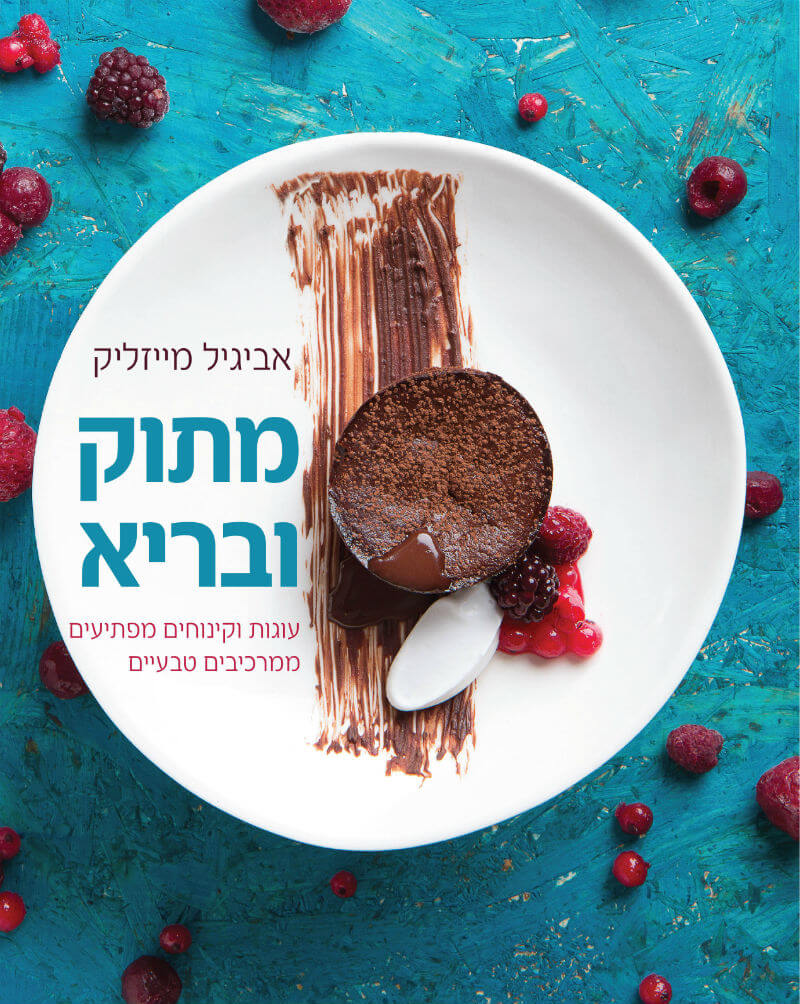 אביגיל מייזליק
מתוק
ובריא
עוגות וקינוחים מפתיעים
ממרכיבים טבעיים